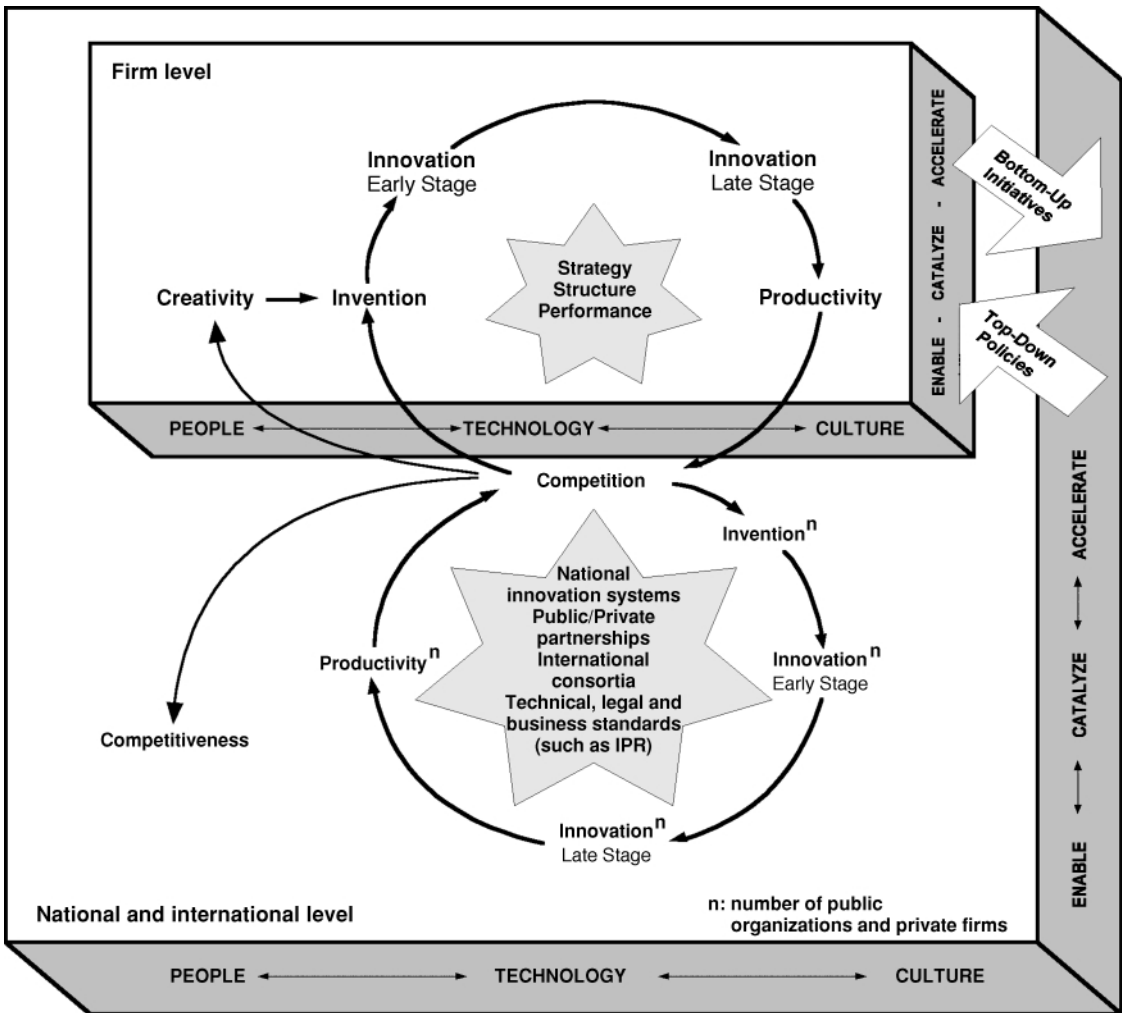 Firm level
Innovation
Early Stage
Innovation
Late Stage
Strategy
Structure
Performance
Creativity
Invention
Productivity
ENABLE - CATALYZE - ACCELERATE
Bottom-Up
Initiatives
Top-Down
Policies
PEOPLE
TECHNOLOGY
CULTURE
Competition
Invention^n
National
innovation systems
Public/Private
partnerships
International
consortia
Technical, legal and
business standards
(such as IPR)
Productivity^n
Innovation^n
Early Stage
Competitiveness
Innovation^n
Late Stage
ENABLE
CATALYZE
ACCELERATE
National and international level
n: number of public
organizations and private firms
PEOPLE
TECHNOLOGY
CULTURE